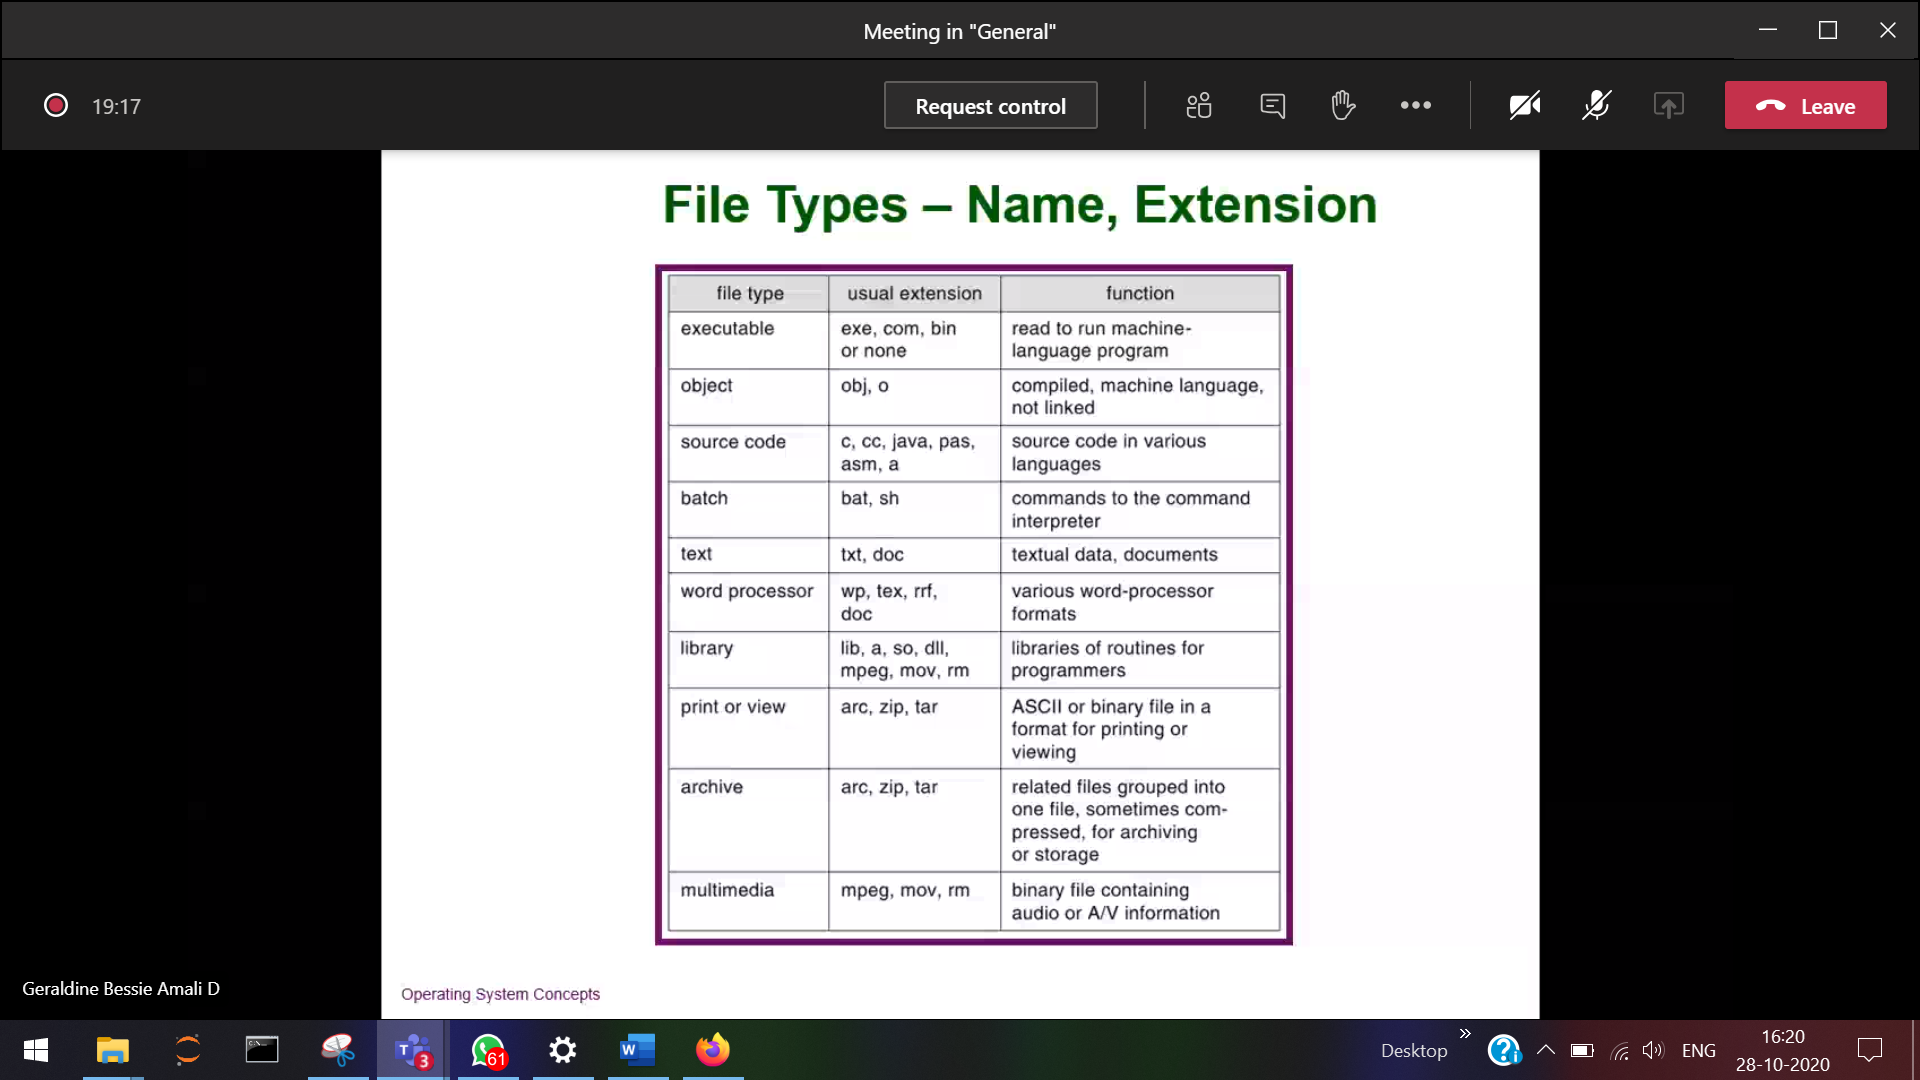 Meeting in "General"
19:17
Request control
Leave
File Types – Name, Extension
file type
usual extension
function
executable
exe, com, bin
or none
read to run machine-
language program
object
obj, o
compiled, machine language,
not linked
source code
c, cc, java, pas,
asm, a
source code in various
languages
batch
bat, sh
commands to the command
interpreter
text
txt, doc
textual data, documents
word processor
wp, tex, rrf,
doc
various word-processor
formats
library
lib, a, so, dll,
mpeg, mov, rm
libraries of routines for
programmers
print or view
arc, zip, tar
ASCII or binary file in a
format for printing or
viewing
archive
arc, zip, tar
related files grouped into
one file, sometimes com-
pressed, for archiving
or storage
multimedia
mpeg, mov, rm
binary file containing
audio or A/V information
Geraldine Bessie Amali D
Operating System Concepts
T
3
61
W
Desktop
ENG
16:20
28-10-2020